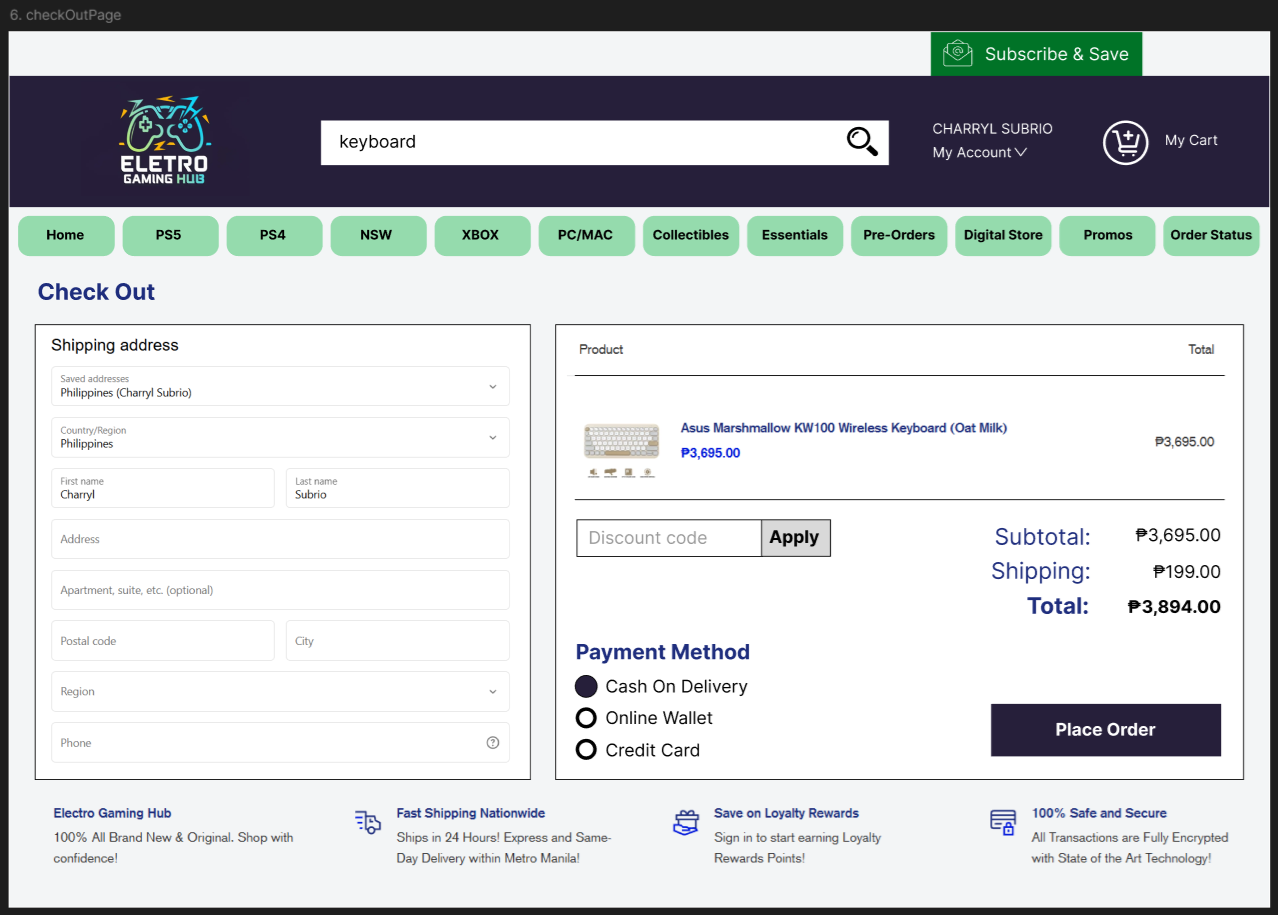 6. checkOutPage
Subscribe & Save
ELETRO
GAMING HUB
keyboard
CHARRYL SUBRIO
My Account
My Cart
Home
PS5
PS4
NSW
XBOX
PC/MAC
Collectibles
Essentials
Pre-Orders
Digital Store
Promos
Order Status
Check Out
Shipping address
Saved addresses
Philippines (Charryl Subrio)
Country/Region
Philippines
First name
Charryl
Last name
Subrio
Address
Apartment, suite, etc. (optional)
Postal code
City
Region
Phone
Product
Total
Asus Marshmallow KW100 Wireless Keyboard (Oat Milk)
₱3,695.00
₱3,695.00
Discount code
Apply
Subtotal:
₱3,695.00
Shipping:
₱199.00
Total:
₱3,894.00
Payment Method
Cash On Delivery
Online Wallet
Credit Card
Place Order
Electro Gaming Hub
100% All Brand New & Original. Shop with
confidence!
Fast Shipping Nationwide
Ships in 24 Hours! Express and Same-
Day Delivery within Metro Manila!
Save on Loyalty Rewards
Sign in to start earning Loyalty
Rewards Points!
100% Safe and Secure
All Transactions are Fully Encrypted
with State of the Art Technology!